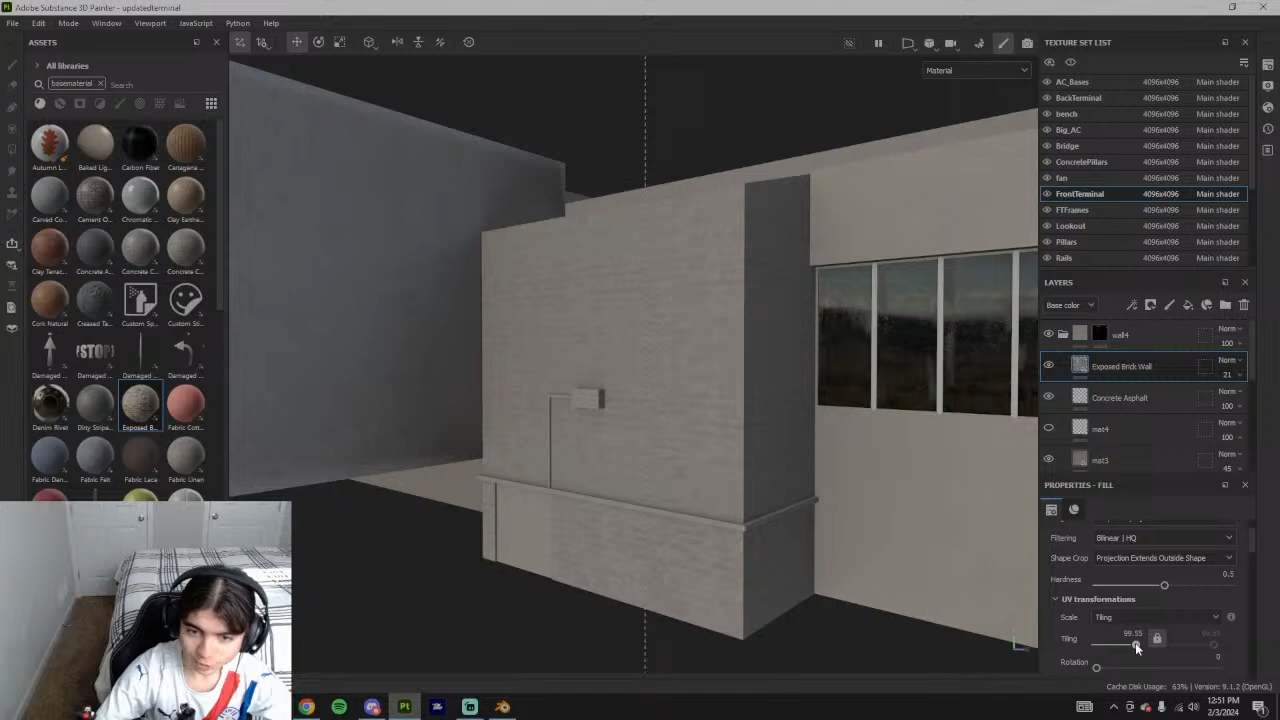 Adobe Substance 3D Painter - updatedterminal
File Edit Mode Window Viewport JavaScript Python Help
ASSETS
All libraries
basematerial Search
Autumn L... Baked Lig... Carbon Fiber Cartagena ...
Carved Co... Cement O... Chromatic ... Clay Earthe...
Clay Terrac... Concrete A... Concrete C... Concrete C...
Cork Natural Creased Ta... Custom Sp... Custom Sti...
STOP
Damaged ... Damaged ... Damaged ... Damaged ...
Denim Rivet Dirty Stipa... Exposed B... Fabric Cott...
Fabric Dan... Fabric Felt Fabric Lace Fabric Linen
Material
TEXTURE SET LIST
AC_Bases 4096x4096 Main shader
BackTerminal 4096x4096 Main shader
bench 4096x4096 Main shader
Big_AC 4096x4096 Main shader
Bridge 4096x4096 Main shader
ConcretePillars 4096x4096 Main shader
fan 4096x4096 Main shader
FrontTerminal 4096x4096 Main shader
FTFrames 4096x4096 Main shader
Lookout 4096x4096 Main shader
Pillars 4096x4096 Main shader
Rails 4096x4096 Main shader
LAYERS
Base color
wall4 Norm 100
Exposed Brick Wall Norm 21
Concrete Asphalt Norm 100
mat4 Norm 100
mat3 Norm 45
PROPERTIES - FILL
Filtering Bilinear | HQ
Shape Crop Projection Extends Outside Shape
Hardness 0.5
UV transformations
Scale Tiling
Tiling 99.55
Rotation 0
Cache Disk Usage: 63% | Version: 9.1.2 (OpenGL)
12:51 PM
2/3/2024